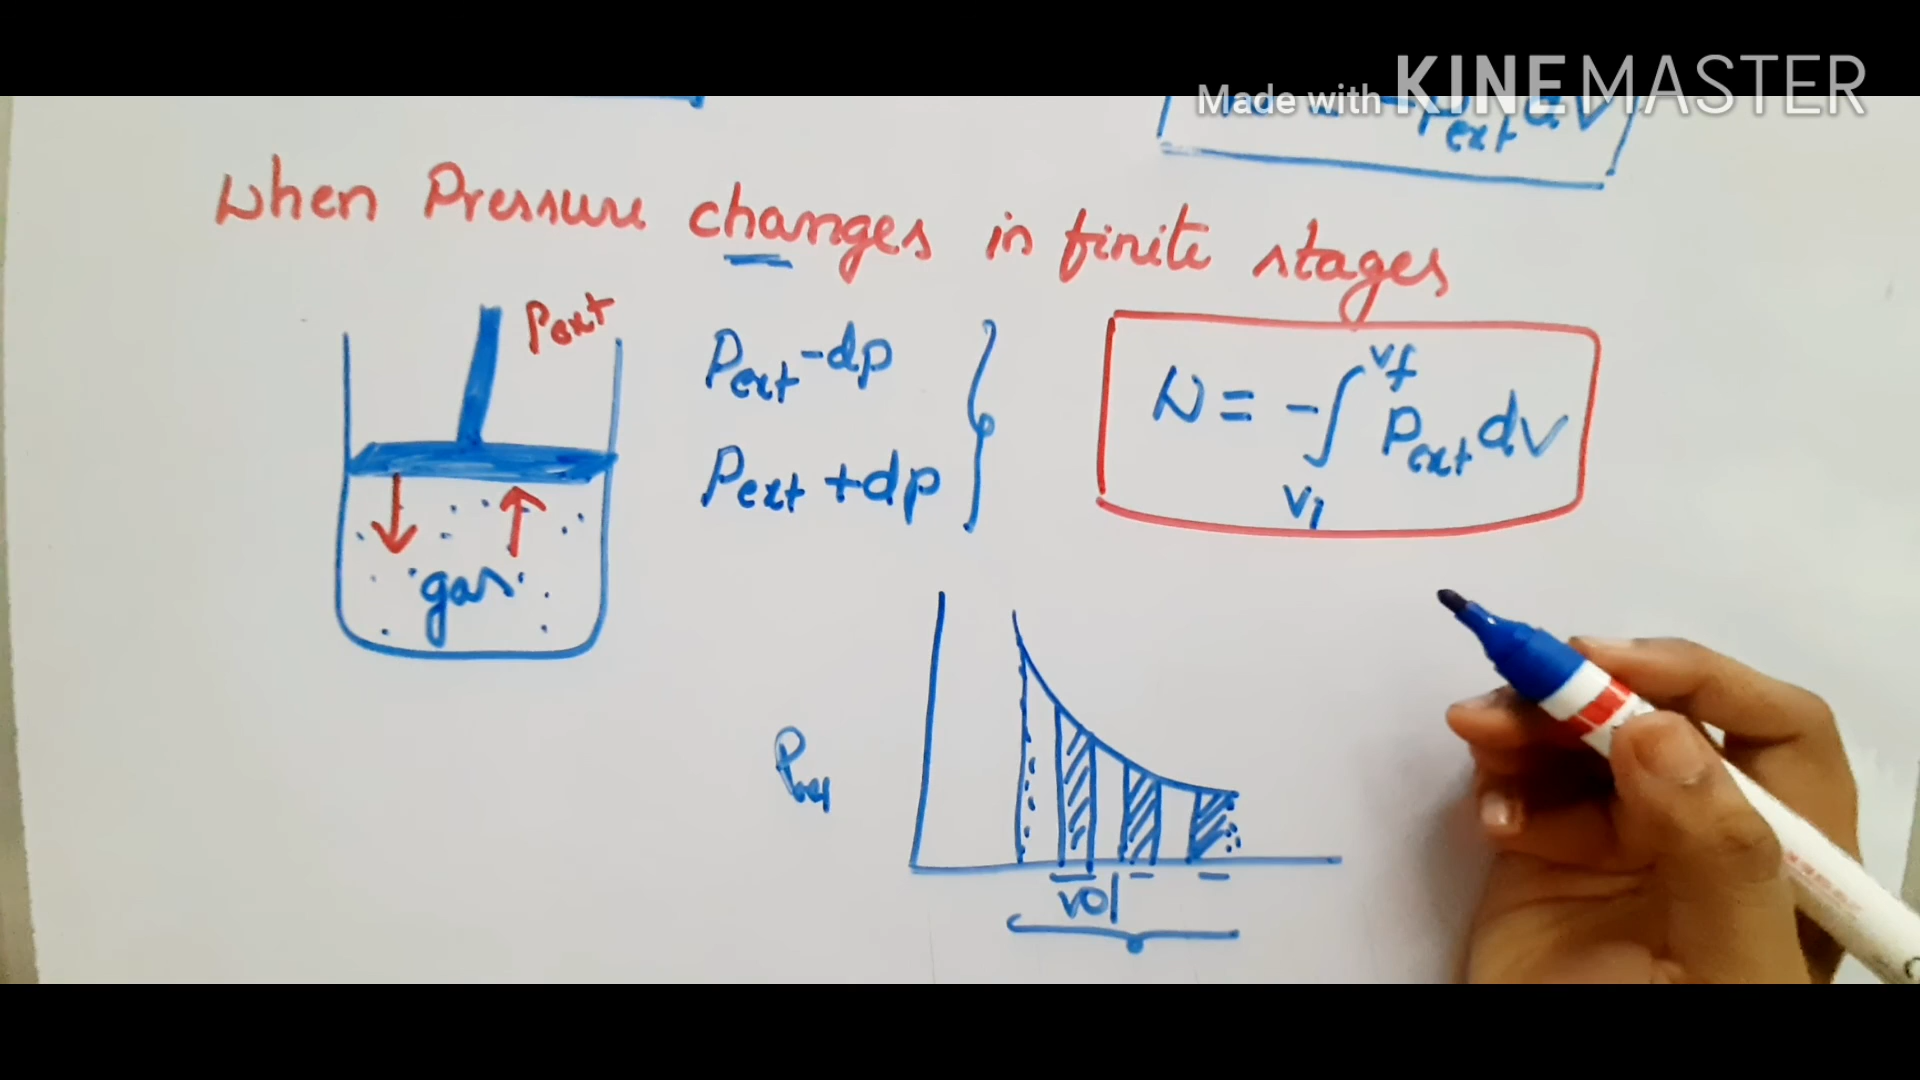 Made with KINEMASTER
Pext dV
When Pressure changes in finite stages
Pext
Pext -dp
Pext +dp
W = -∫ Pext dV
Vf
Vi
gas
vol